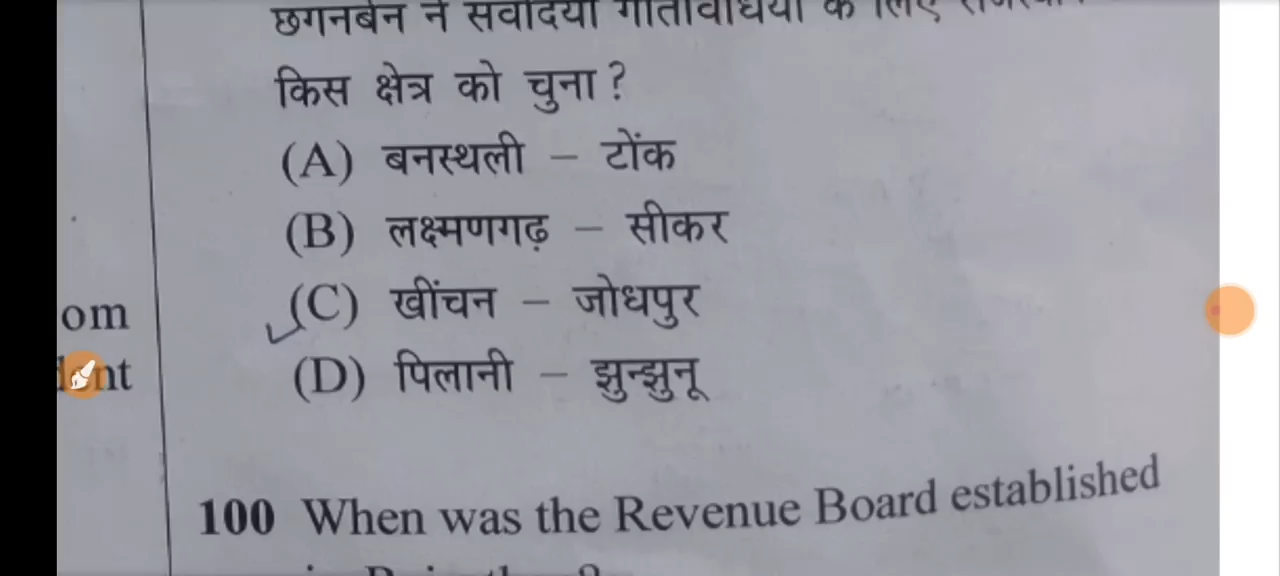 छगनबेन ने सर्वोदयी गतिविधियों के लिए
किस क्षेत्र को चुना ?
(A) बनस्थली – टोंक
(B) लक्ष्मणगढ़ – सीकर
om
(C) खींचन – जोधपुर
(D) पिलानी – झुन्झुनू
100 When was the Revenue Board established